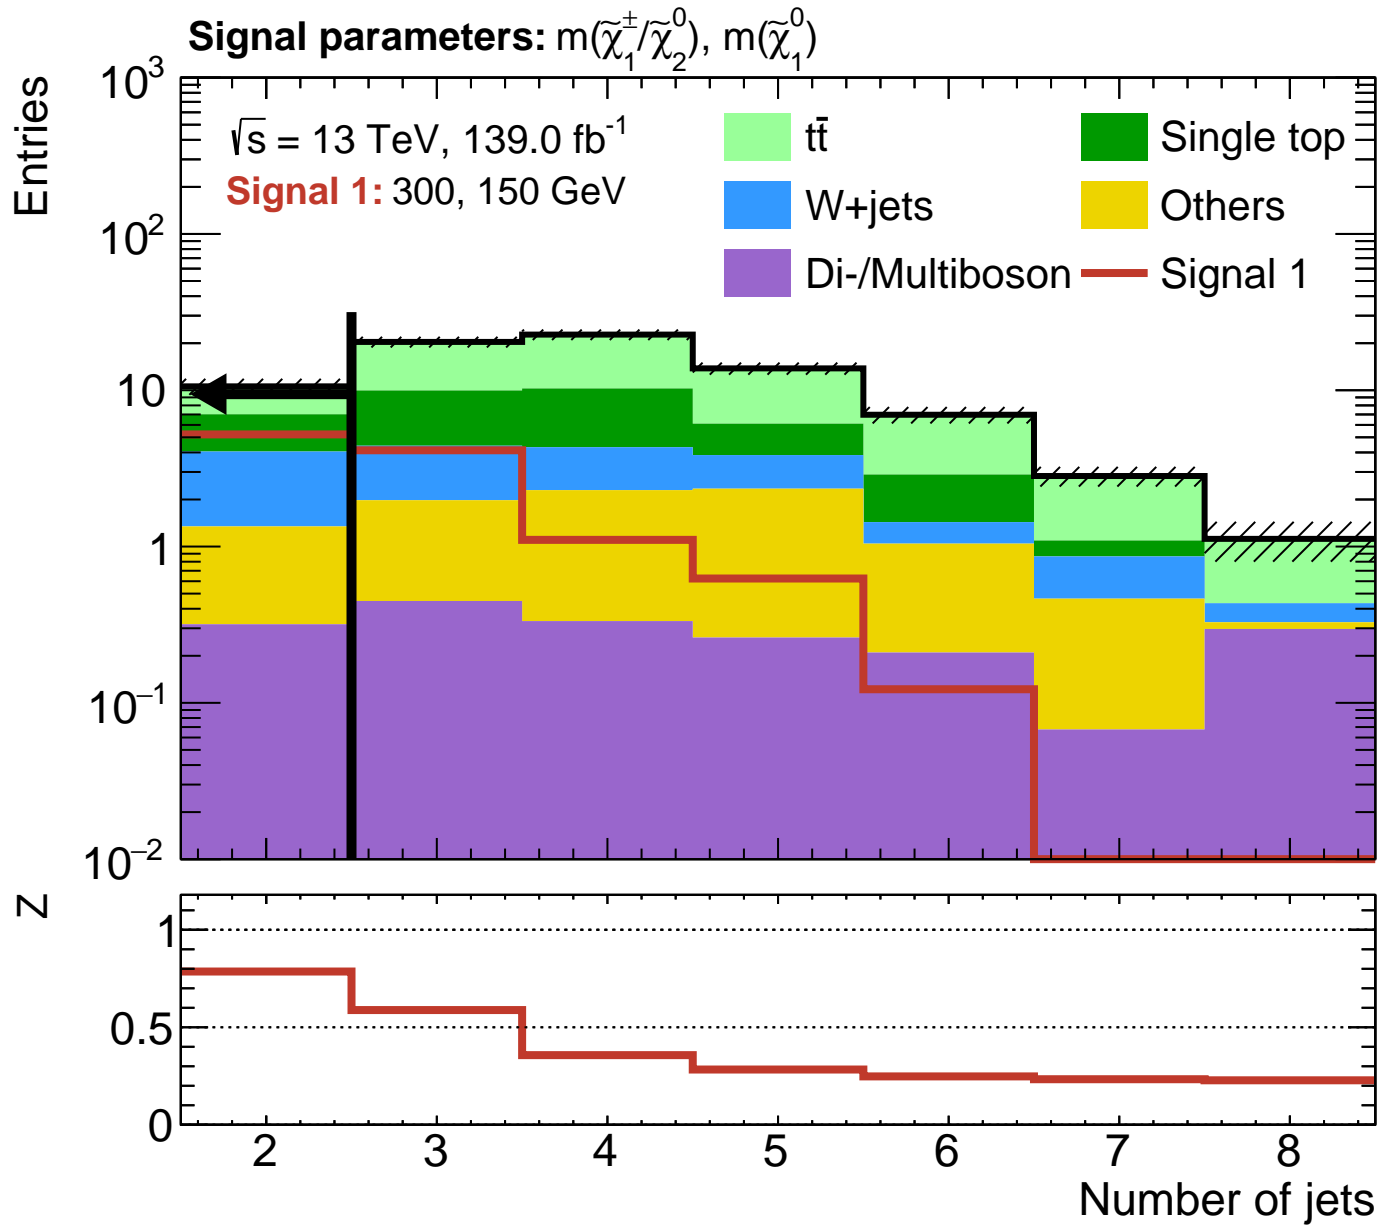 Signal parameters: m(χ̃₁±/χ̃₂⁰), m(χ̃₁⁰)
Entries
10³
10²
10
1
10⁻¹
10⁻²
√s = 13 TeV, 139.0 fb⁻¹
Signal 1: 300, 150 GeV
tt̄ Single top
W+jets Others
Di-/Multiboson Signal 1
Z
1
0.5
0
2 3 4 5 6 7 8
Number of jets